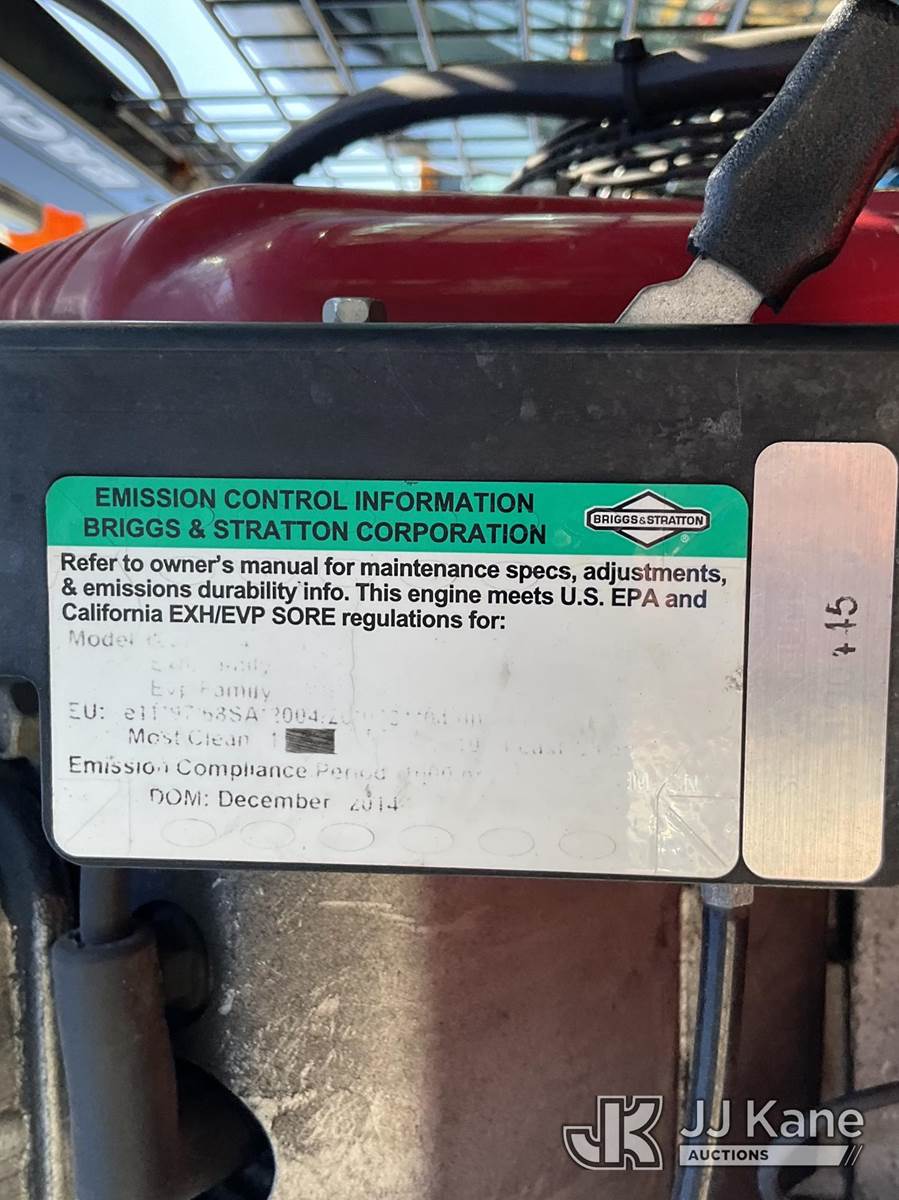 EMISSION CONTROL INFORMATION
BRIGGS & STRATTON CORPORATION
BRIGGS&STRATTON
®
Refer to owner's manual for maintenance specs, adjustments,
& emissions durability info. This engine meets U.S. EPA and
California EXH/EVP SORE regulations for:
Model
Family
Evp Family
EU:
Most Clean
Emission Compliance Period
DOM: December 2014
JK JJ Kane
AUCTIONS